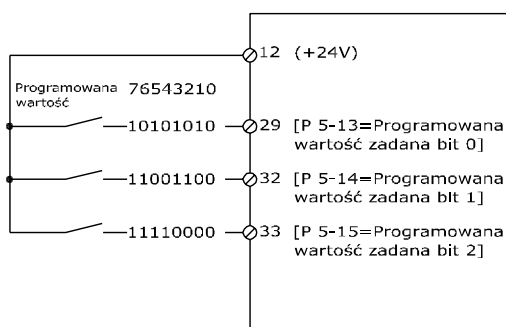 12 (+24V)
Programowana 76543210
wartość
10101010 29 [P 5-13=Programowana
wartość zadana bit 0]
11001100 32 [P 5-14=Programowana
wartość zadana blt 1]
11110000 33 [P 5-15=Programowana
wartość zadana bit 2]